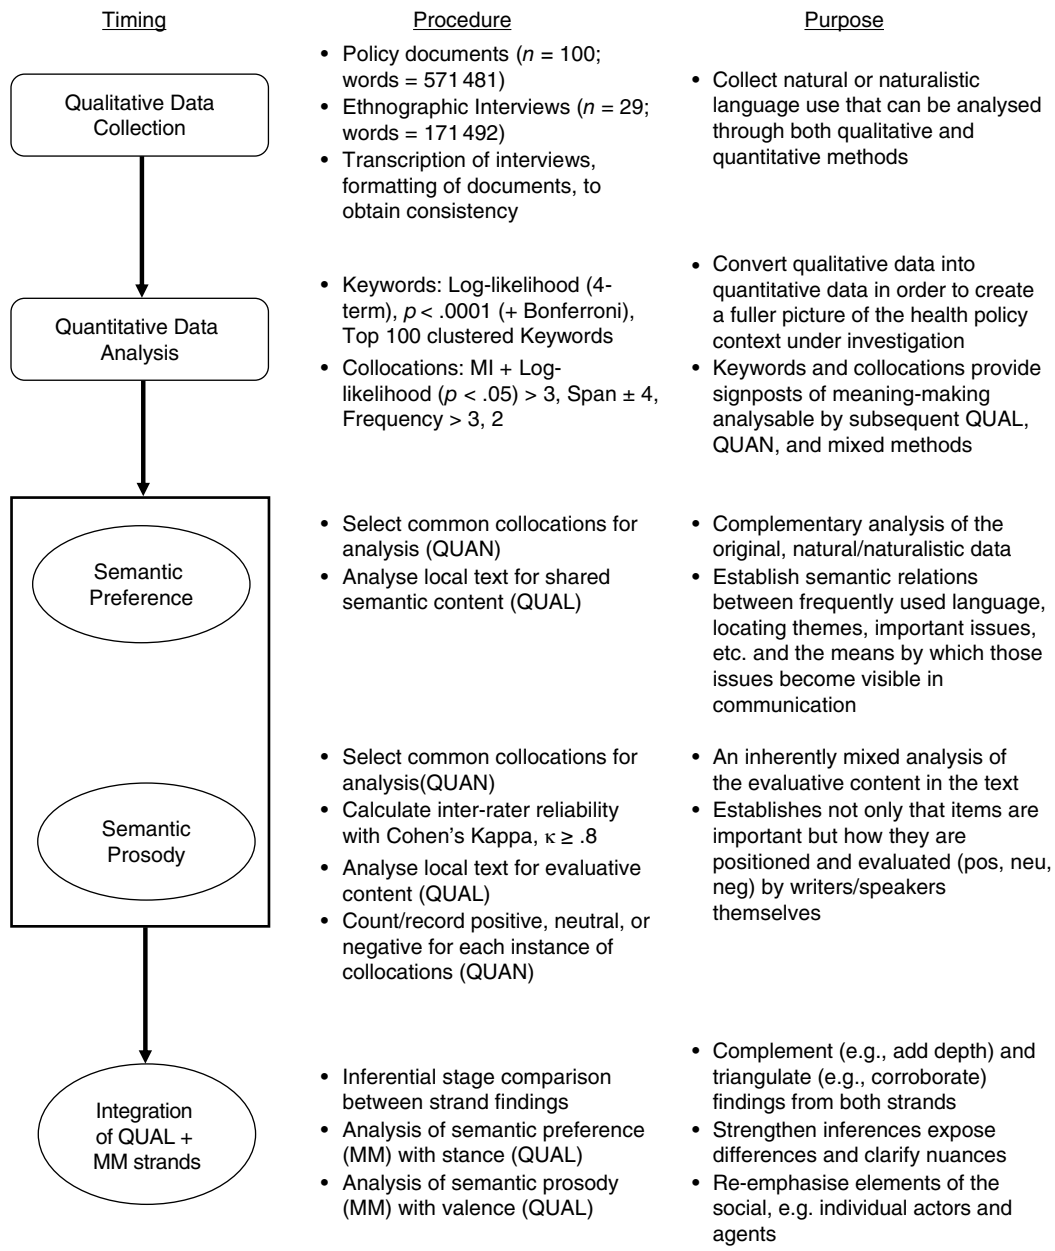 Timing
Procedure
Purpose
Qualitative Data
Collection
• Policy documents (n = 100;
words = 571 481)
• Ethnographic Interviews (n = 29;
words = 171 492)
• Transcription of interviews,
formatting of documents, to
obtain consistency
• Collect natural or naturalistic
language use that can be analysed
through both qualitative and
quantitative methods
Quantitative Data
Analysis
• Keywords: Log-likelihood (4-
term), p < .0001 (+ Bonferroni),
Top 100 clustered Keywords
• Collocations: MI + Log-
likelihood (p < .05) > 3, Span ± 4,
Frequency > 3, 2
• Convert qualitative data into
quantitative data in order to create
a fuller picture of the health policy
context under investigation
• Keywords and collocations provide
signposts of meaning-making
analysable by subsequent QUAL,
QUAN, and mixed methods
Semantic
Preference
• Select common collocations for
analysis (QUAN)
• Analyse local text for shared
semantic content (QUAL)
• Complementary analysis of the
original, natural/naturalistic data
• Establish semantic relations
between frequently used language,
locating themes, important issues,
etc. and the means by which those
issues become visible in
communication
Semantic
Prosody
• Select common collocations for
analysis(QUAN)
• Calculate inter-rater reliability
with Cohen's Kappa, κ ≥ .8
• Analyse local text for evaluative
content (QUAL)
• Count/record positive, neutral, or
negative for each instance of
collocations (QUAN)
• An inherently mixed analysis of
the evaluative content in the text
• Establishes not only that items are
important but how they are
positioned and evaluated (pos, neu,
neg) by writers/speakers
themselves
Integration
of QUAL +
MM strands
• Inferential stage comparison
between strand findings
• Analysis of semantic preference
(MM) with stance (QUAL)
• Analysis of semantic prosody
(MM) with valence (QUAL)
• Complement (e.g., add depth) and
triangulate (e.g., corroborate)
findings from both strands
• Strengthen inferences expose
differences and clarify nuances
• Re-emphasise elements of the
social, e.g. individual actors and
agents